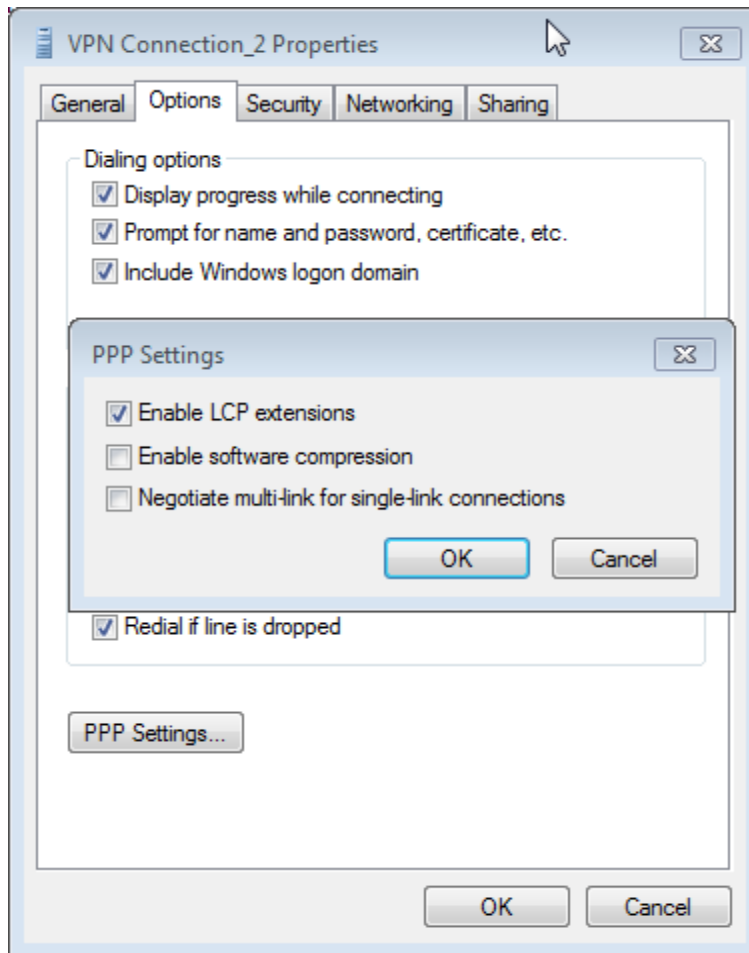 VPN Connection_2 Properties
General Options Security Networking Sharing
Dialing options
Display progress while connecting
Prompt for name and password, certificate, etc.
Include Windows logon domain
PPP Settings
Enable LCP extensions
Enable software compression
Negotiate multi-link for single-link connections
OK Cancel
Redial if line is dropped
PPP Settings...
OK Cancel